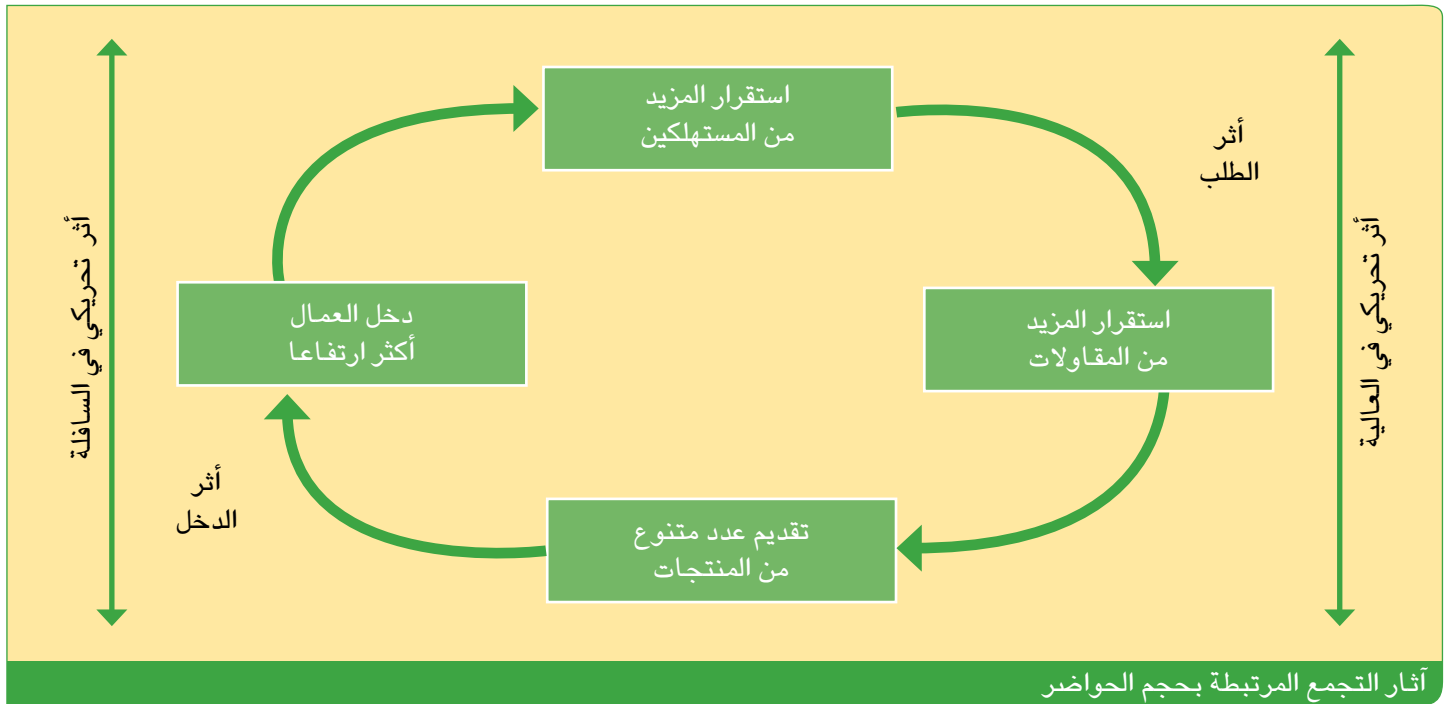 استقرار المزيد
من المستهلكين
أثر
الطلب
أثر تحريكي في العالية
استقرار المزيد
من المقاولات
تقديم عدد متنوع
من المنتجات
أثر
الدخل
دخل العمال
أكثر ارتفاعا
أثر تحريكي في السافلة
آثار التجمع المرتبطة بحجم الحواضر